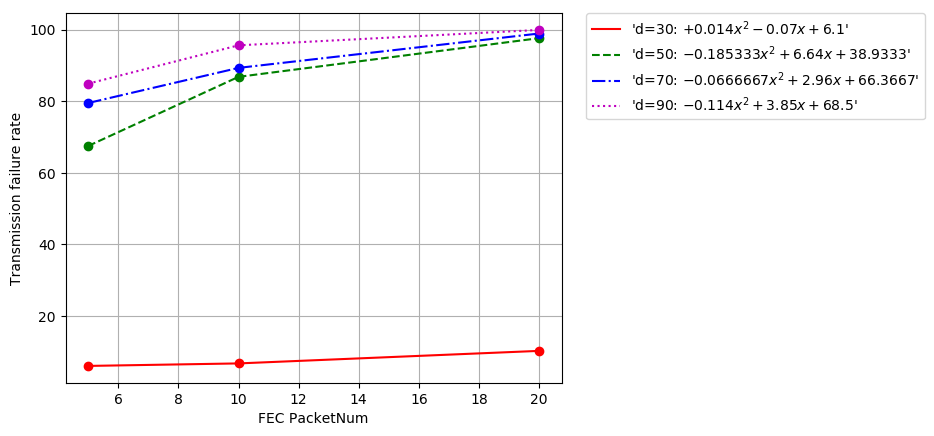 100
80
60
40
20
Transmission failure rate
6 8 10 12 14 16 18 20
FEC PacketNum
'd=30: +0.014x² − 0.07x + 6.1'
'd=50: −0.185333x² + 6.64x + 38.9333'
'd=70: −0.0666667x² + 2.96x + 66.3667'
'd=90: −0.114x² + 3.85x + 68.5'